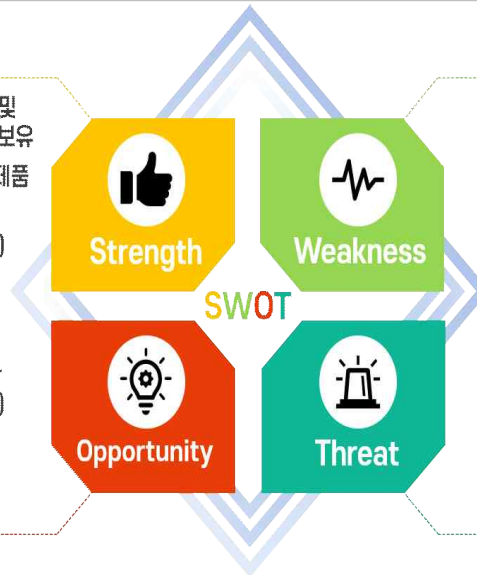 및
보유
제품
)
Strength
Weakness
SWOT
)
Opportunity
Threat